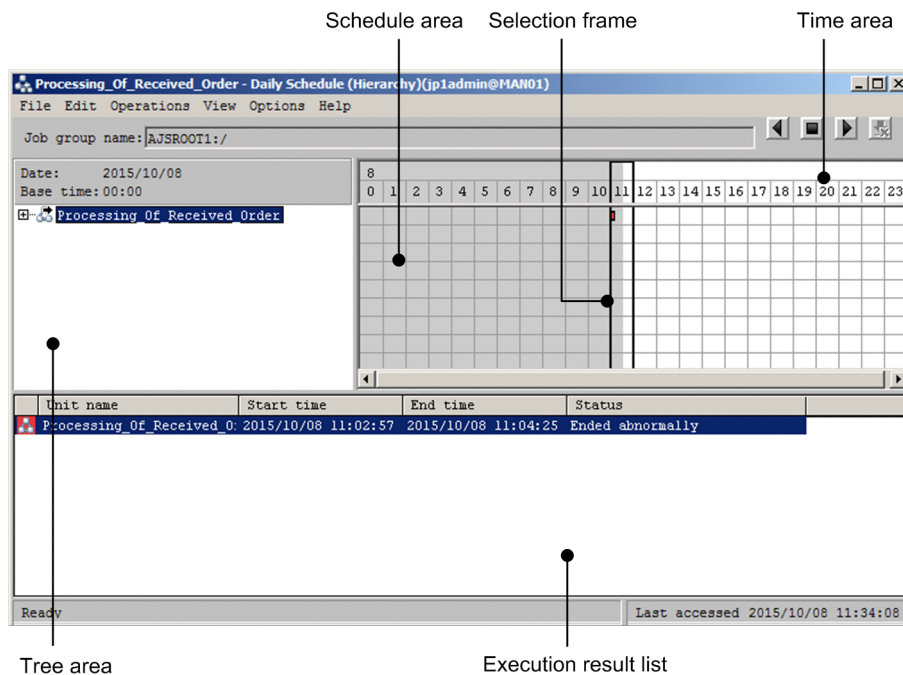 Schedule area Selection frame Time area
Processing_Of_Received_Order - Daily Schedule (Hierarchy)(jp1admin@MAN01)
File Edit Operations View Options Help
Job group name: AJSROOT1:/
Date: 2015/10/08
8
Base time: 00:00
0 1 2 3 4 5 6 7 8 9 10 11 12 13 14 15 16 17 18 19 20 21 22 23
Processing_Of_Received_Order
Unit name Start time End time Status
Processing_Of_Received_O 2015/10/08 11:02:57 2015/10/08 11:04:25 Ended abnormally
Ready Last accessed 2015/10/08 11:34:08
Tree area Execution result list